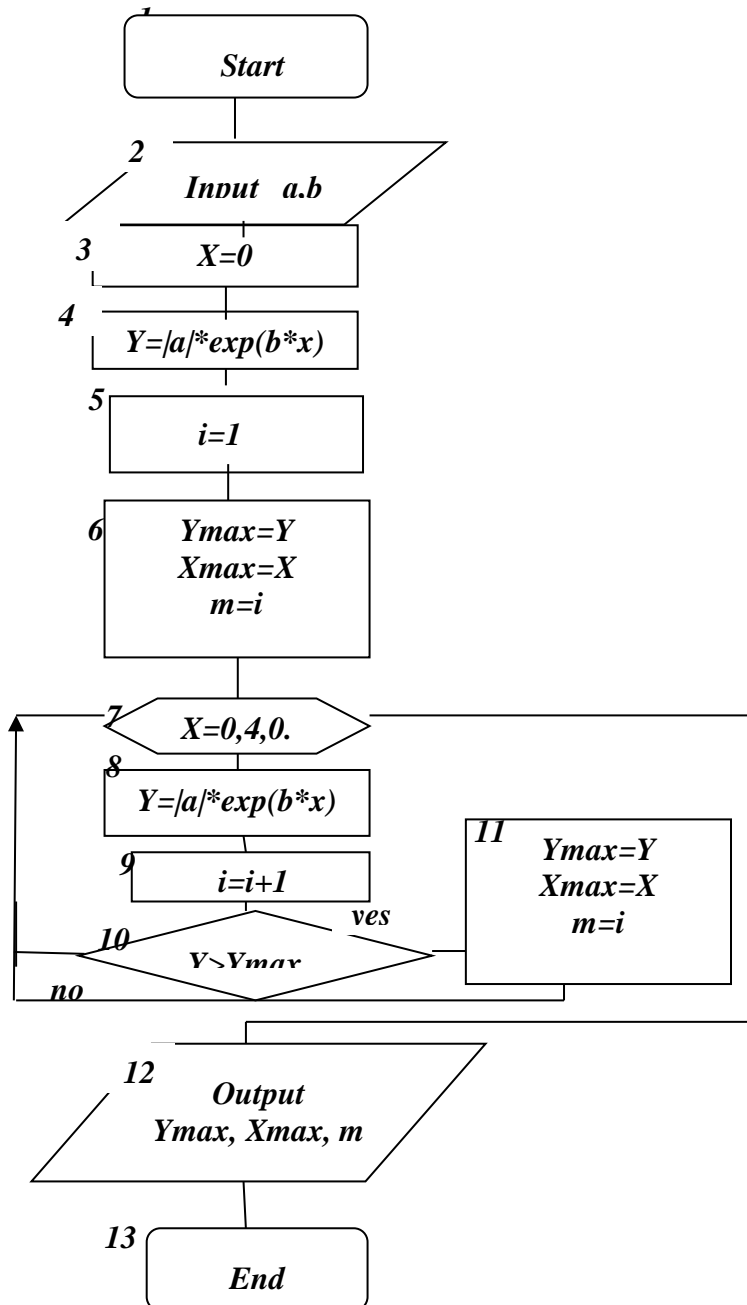 1
Start
2
Input a,b
3
X=0
4
Y=|a|*exp(b*x)
5
i=1
6
Ymax=Y
Xmax=X
m=i
7
X=0,4,0.
8
Y=|a|*exp(b*x)
9
i=i+1
10
Y>Ymax
yes
no
11
Ymax=Y
Xmax=X
m=i
12
Output
Ymax, Xmax, m
13
End